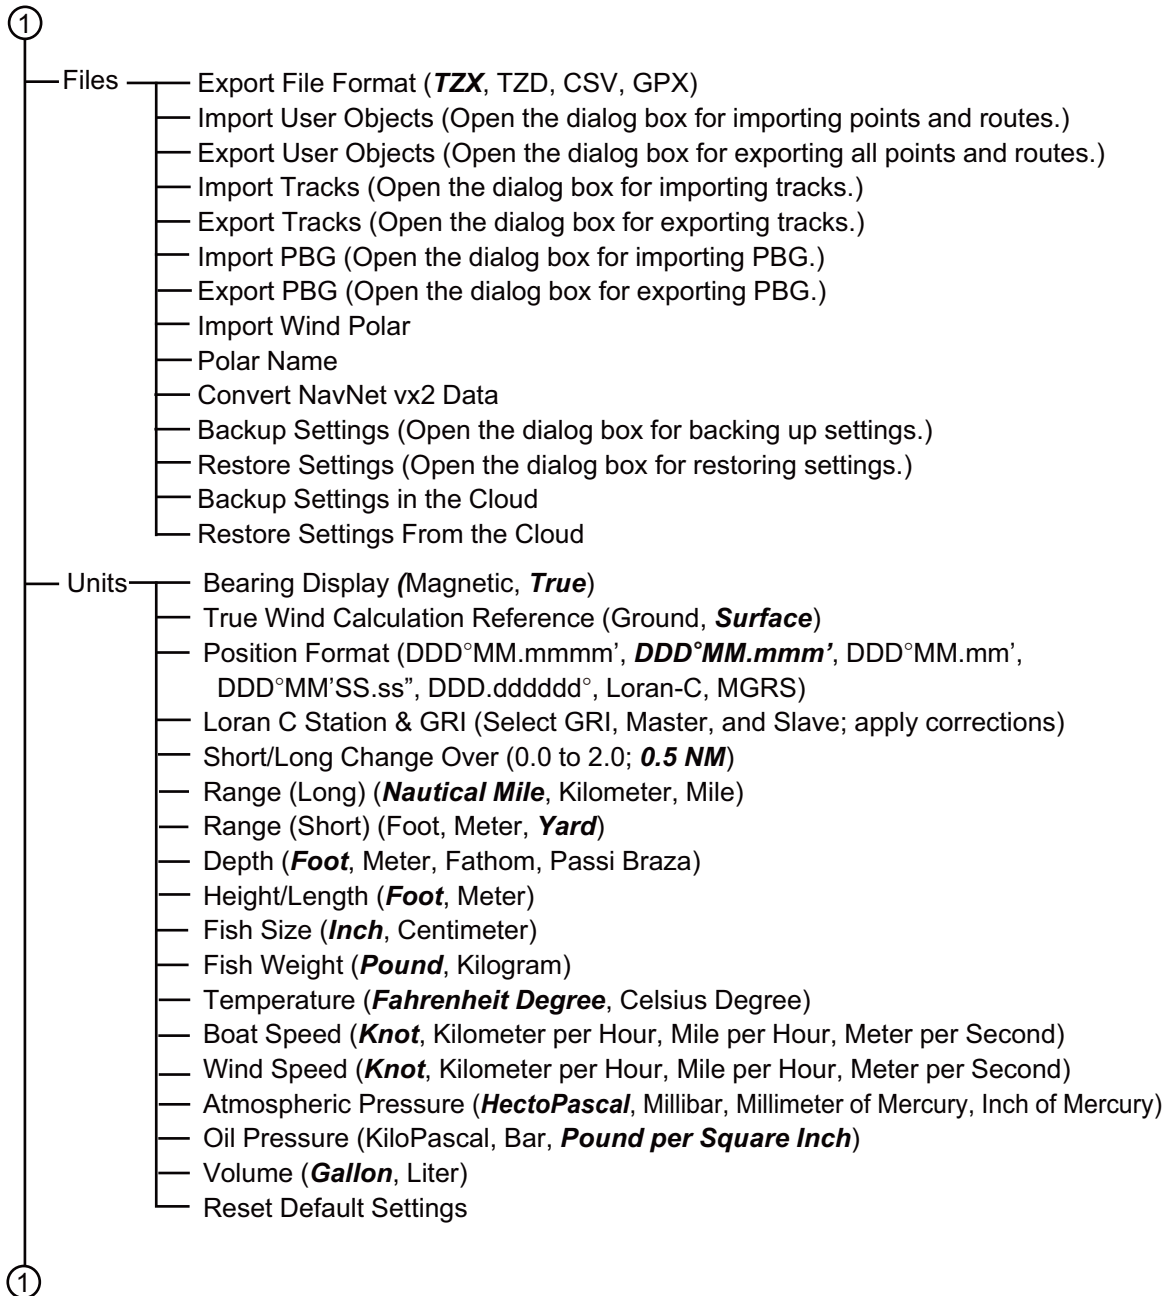 1
Files
Export File Format (TZX, TZD, CSV, GPX)
Import User Objects (Open the dialog box for importing points and routes.)
Export User Objects (Open the dialog box for exporting all points and routes.)
Import Tracks (Open the dialog box for importing tracks.)
Export Tracks (Open the dialog box for exporting tracks.)
Import PBG (Open the dialog box for importing PBG.)
Export PBG (Open the dialog box for exporting PBG.)
Import Wind Polar
Polar Name
Convert NavNet vx2 Data
Backup Settings (Open the dialog box for backing up settings.)
Restore Settings (Open the dialog box for restoring settings.)
Backup Settings in the Cloud
Restore Settings From the Cloud
Units
Bearing Display (Magnetic, True)
True Wind Calculation Reference (Ground, Surface)
Position Format (DDD°MM.mmmm’, DDD°MM.mmm’, DDD°MM.mm’,
DDD°MM’SS.ss”, DDD.dddddd°, Loran-C, MGRS)
Loran C Station & GRI (Select GRI, Master, and Slave; apply corrections)
Short/Long Change Over (0.0 to 2.0; 0.5 NM)
Range (Long) (Nautical Mile, Kilometer, Mile)
Range (Short) (Foot, Meter, Yard)
Depth (Foot, Meter, Fathom, Passi Braza)
Height/Length (Foot, Meter)
Fish Size (Inch, Centimeter)
Fish Weight (Pound, Kilogram)
Temperature (Fahrenheit Degree, Celsius Degree)
Boat Speed (Knot, Kilometer per Hour, Mile per Hour, Meter per Second)
Wind Speed (Knot, Kilometer per Hour, Mile per Hour, Meter per Second)
Atmospheric Pressure (HectoPascal, Millibar, Millimeter of Mercury, Inch of Mercury)
Oil Pressure (KiloPascal, Bar, Pound per Square Inch)
Volume (Gallon, Liter)
Reset Default Settings
1